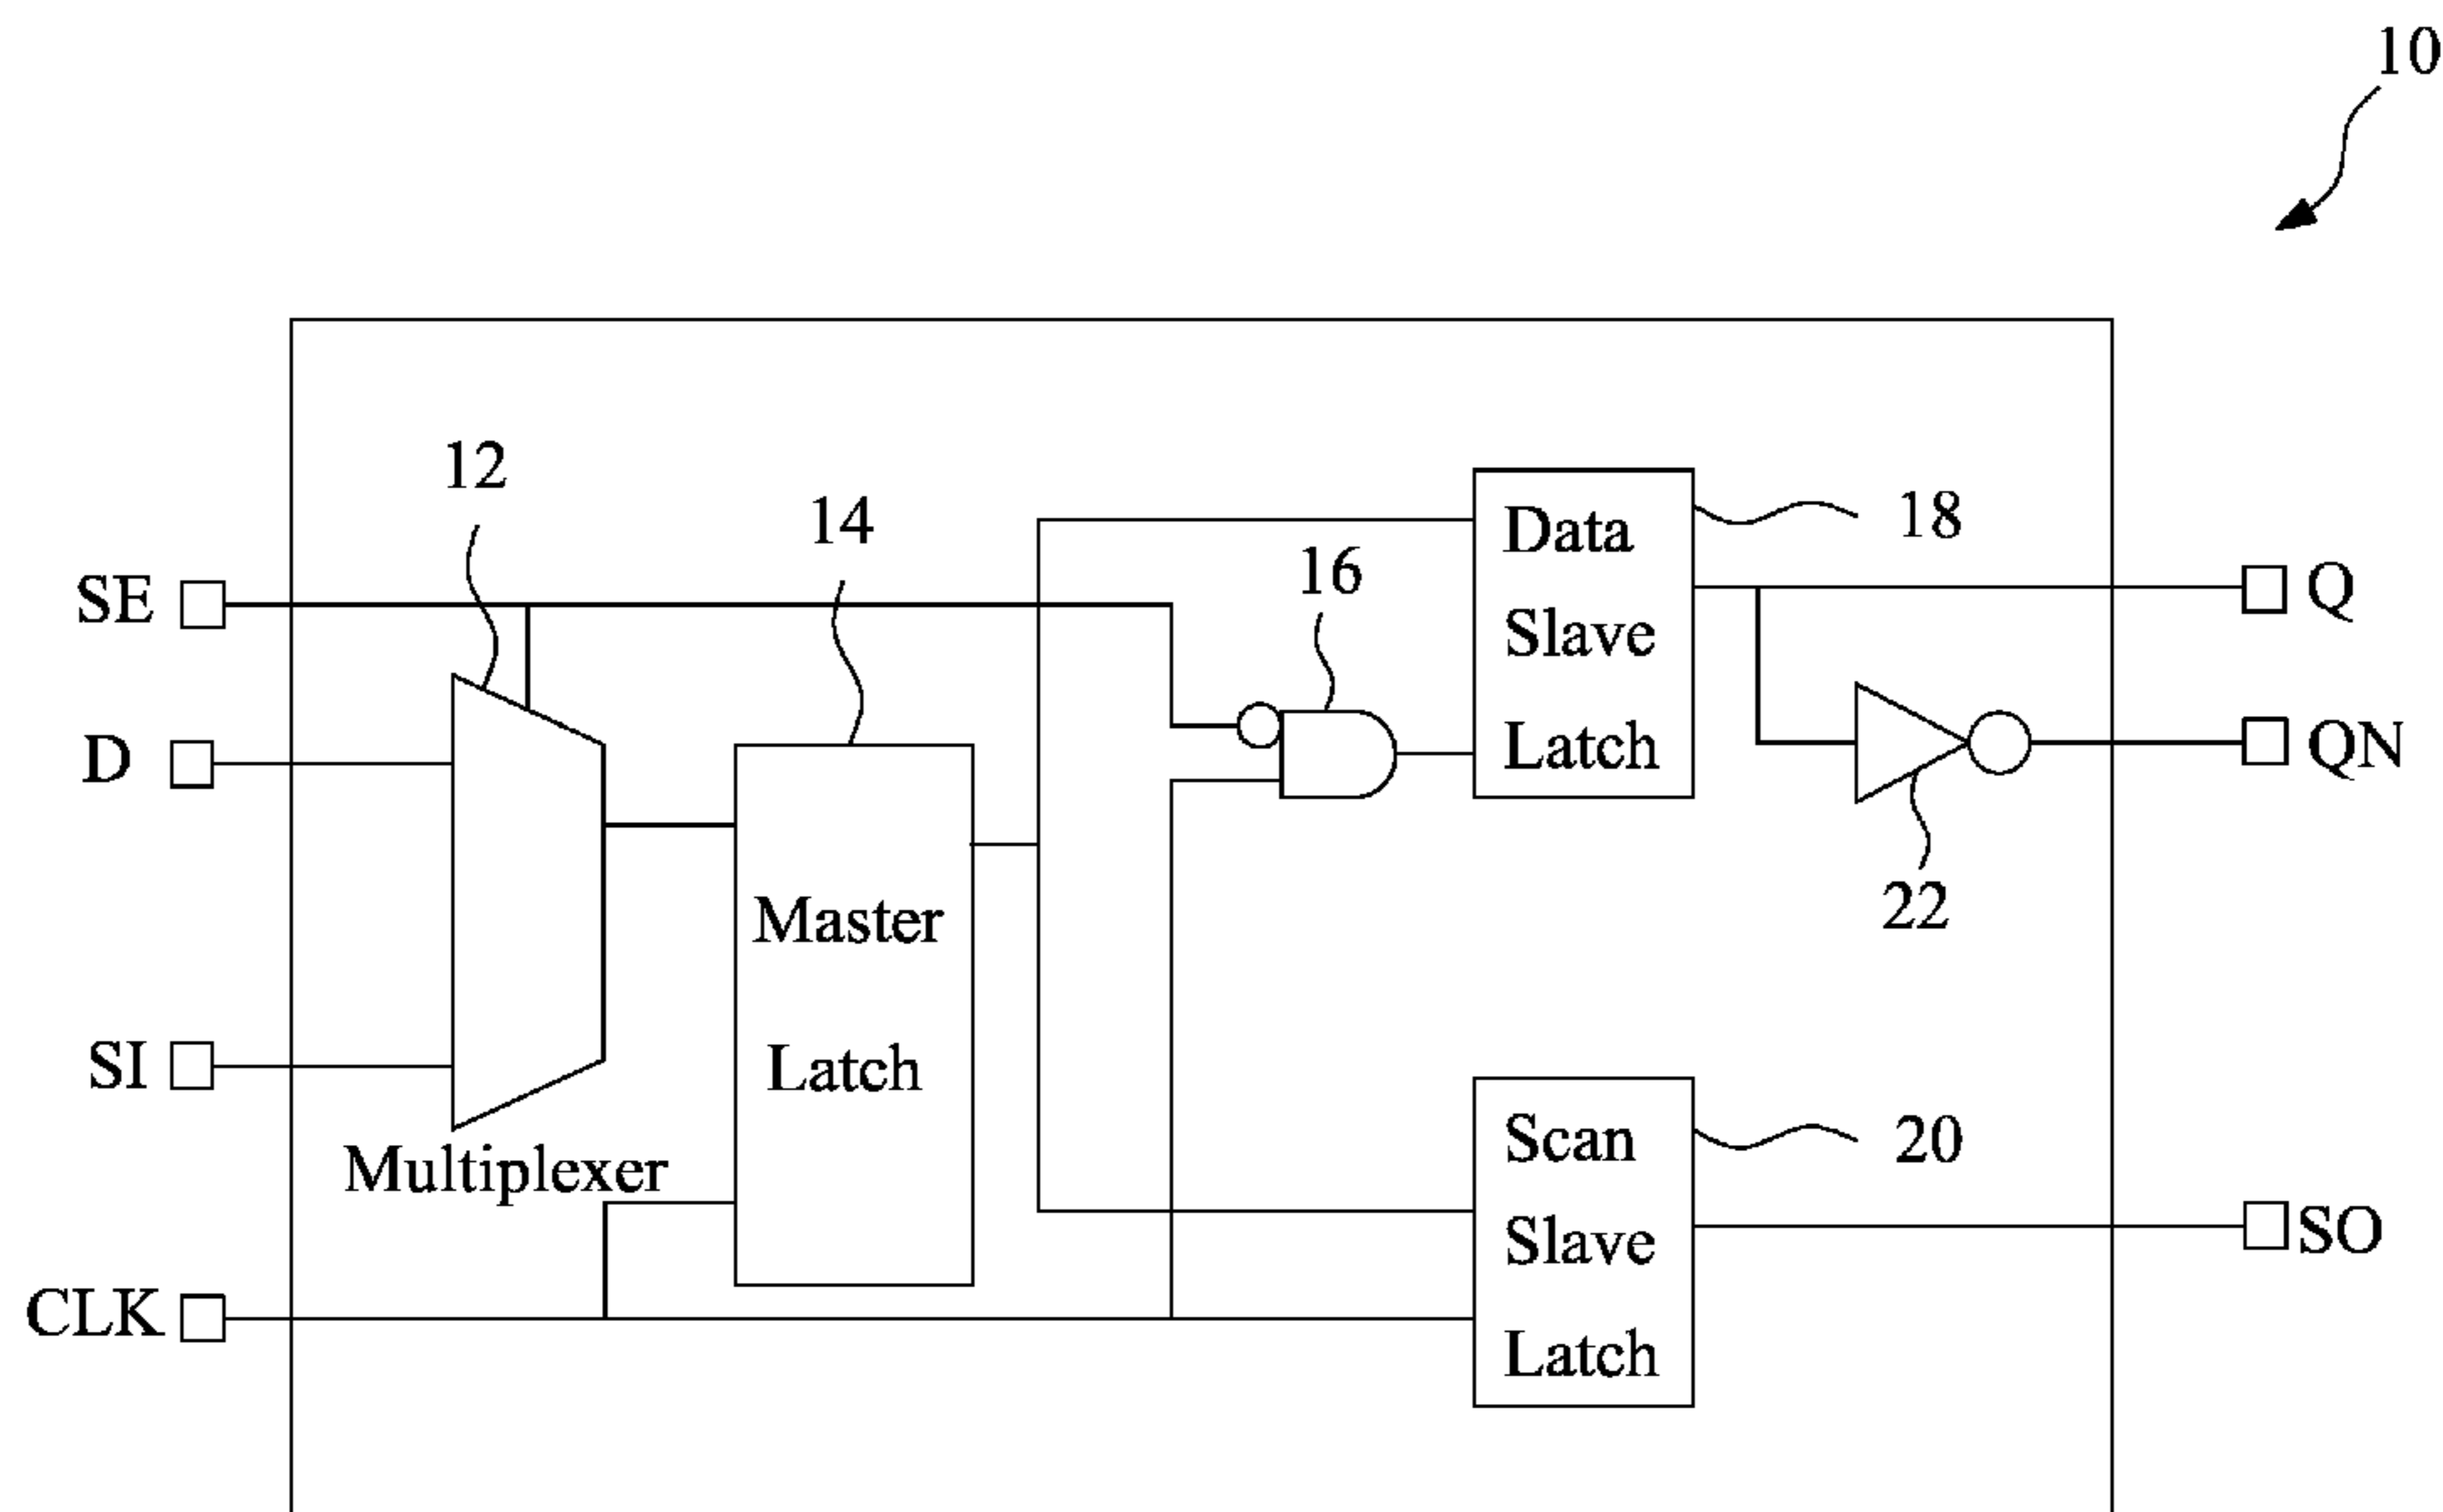 10
12
14
16
Data
Slave
Latch
18
SE
Q
D
QN
22
Master
Latch
SI
Multiplexer
Scan
Slave
Latch
20
SO
CLK